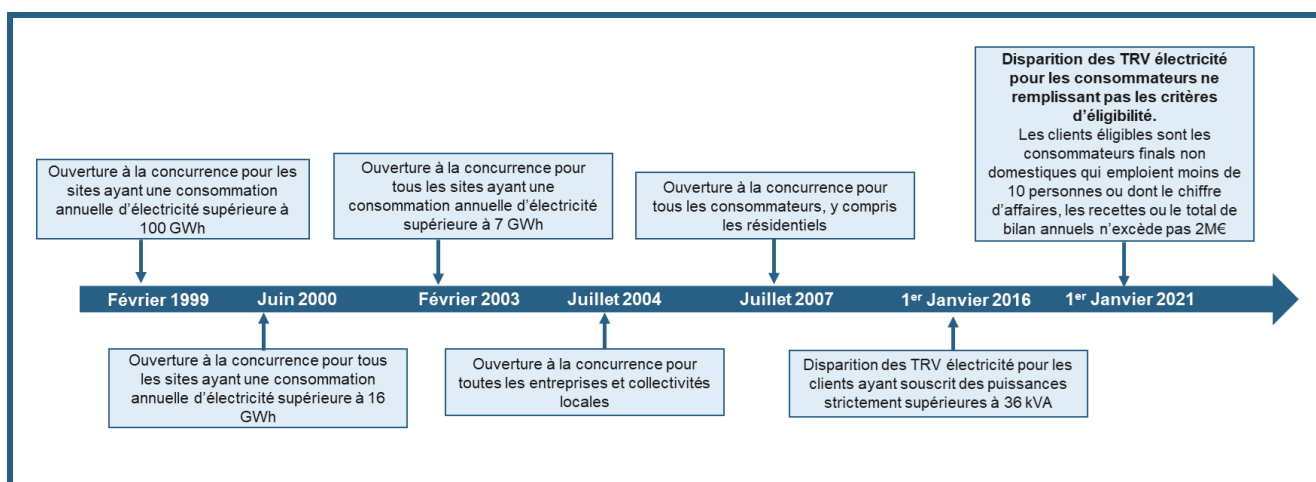 Disparition des TRV électricité
pour les consommateurs ne
remplissant pas les critères
d’éligibilité.
Les clients éligibles sont les
consommateurs finals non
domestiques qui emploient moins de
10 personnes ou dont le chiffre
d’affaires, les recettes ou le total de
bilan annuels n’excède pas 2M€
Ouverture à la concurrence pour les
sites ayant une consommation
annuelle d’électricité supérieure à
100 GWh
Ouverture à la concurrence pour
tous les sites ayant une
consommation annuelle d’électricité
supérieure à 7 GWh
Ouverture à la concurrence pour
tous les consommateurs, y compris
les résidentiels
Février 1999 Juin 2000 Février 2003 Juillet 2004 Juillet 2007 1er Janvier 2016 1er Janvier 2021
Ouverture à la concurrence pour tous
les sites ayant une consommation
annuelle d’électricité supérieure à 16
GWh
Ouverture à la concurrence pour
toutes les entreprises et collectivités
locales
Disparition des TRV électricité pour les
clients ayant souscrit des puissances
strictement supérieures à 36 kVA